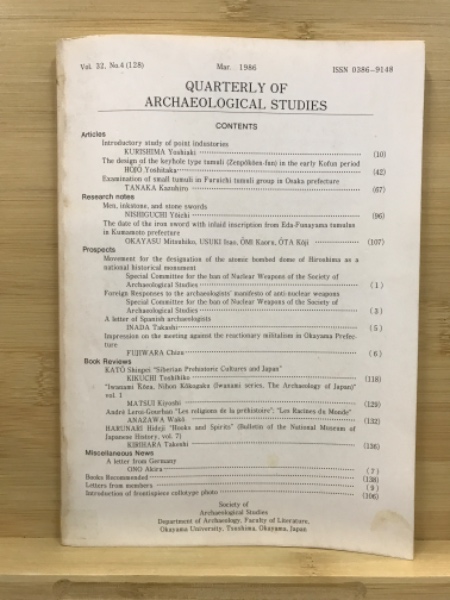 Vol. 32, No.4 (128) Mar. 1986 ISSN 0386-9148
QUARTERLY OF
ARCHAEOLOGICAL STUDIES
CONTENTS
Articles
Introductory study of point industories
KURISHIMA Yoshiaki (10)
The design of the keyhole type tumuli (Zenpōkōen-fun) in the early Kofun period
HŌJŌ Yoshitaka (42)
Examination of small tumuli in Furuichi tumuli group in Osaka prefecture
TANAKA Kazuhiro (67)
Research notes
Men, inkstone, and stone swords
NISHIGUCHI Yōichi (96)
The date of the iron sword with inlaid inscription from Eda-Funayama tumulus
in Kumamoto prefecture
OKAYASU Mitsuhiko, USUKI Isao, ŌMI Kaoru, ŌTA Kōji (107)
Prospects
Movement for the designation of the atomic bombed dome of Hiroshima as a
national historical monument
Special Committee for the ban of Nuclear Weapons of the Society of
Archaeological Studies (1)
Foreign Responses to the archaeologists' manifesto of anti-nuclear weapons
Special Committee for the ban of Nuclear Weapons of the Society of
Archaeological Studies (3)
A letter of Spanish archaeologists
INADA Takashi (5)
Impression on the meeting against the reactionary militalism in Okayama Prefec-
ture
FUJIWARA Chiza (6)
Book Reviews
KATŌ Shinpei "Siberian Prehistoric Cultures and Japan"
KIKUCHI Toshihiko (118)
"Iwanami Kōza, Nihon Kōkogaku (Iwanami series, The Archaeology of Japan)"
vol. 1
MATSUI Kiyoshi (129)
André Leroi-Gourhan "Les religions de la préhistoire"; "Les Racines du Monde"
ANAZAWA Wakō (132)
HARUNARI Hideji "Hooks and Spirits" (Bulletin of the National Museum of
Japanese History, vol. 7)
KIRIHARA Takeshi (136)
Miscellaneous News
A letter from Germany
ONO Akira (7)
Books Recommended (138)
Letters from members (9)
Introduction of frontispiece collotype photo (106)
Society of
Archaeological Studies
Department of Archaeology, Faculty of Literature,
Okayama University, Tsushima, Okayama, Japan